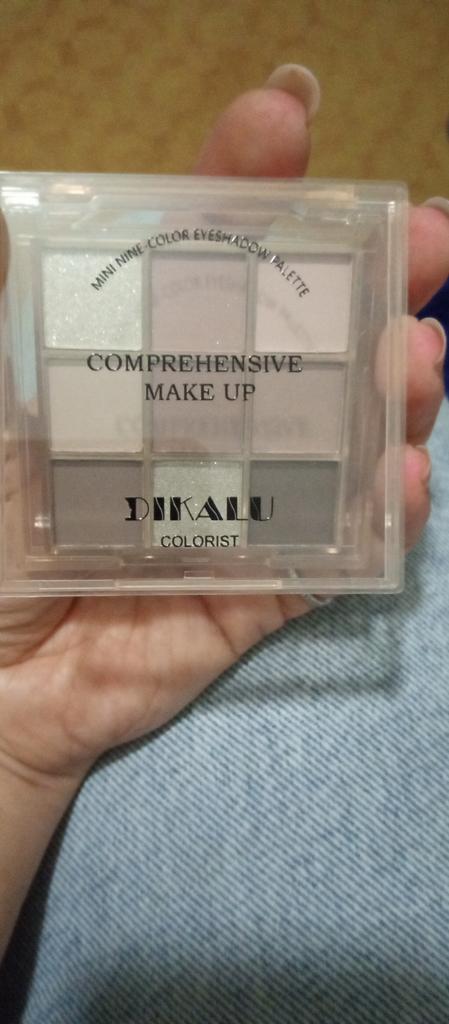 MINI NINE-COLOR EYESHADOW PALETTE
COMPREHENSIVE
MAKE UP
DIKALU
COLORIST